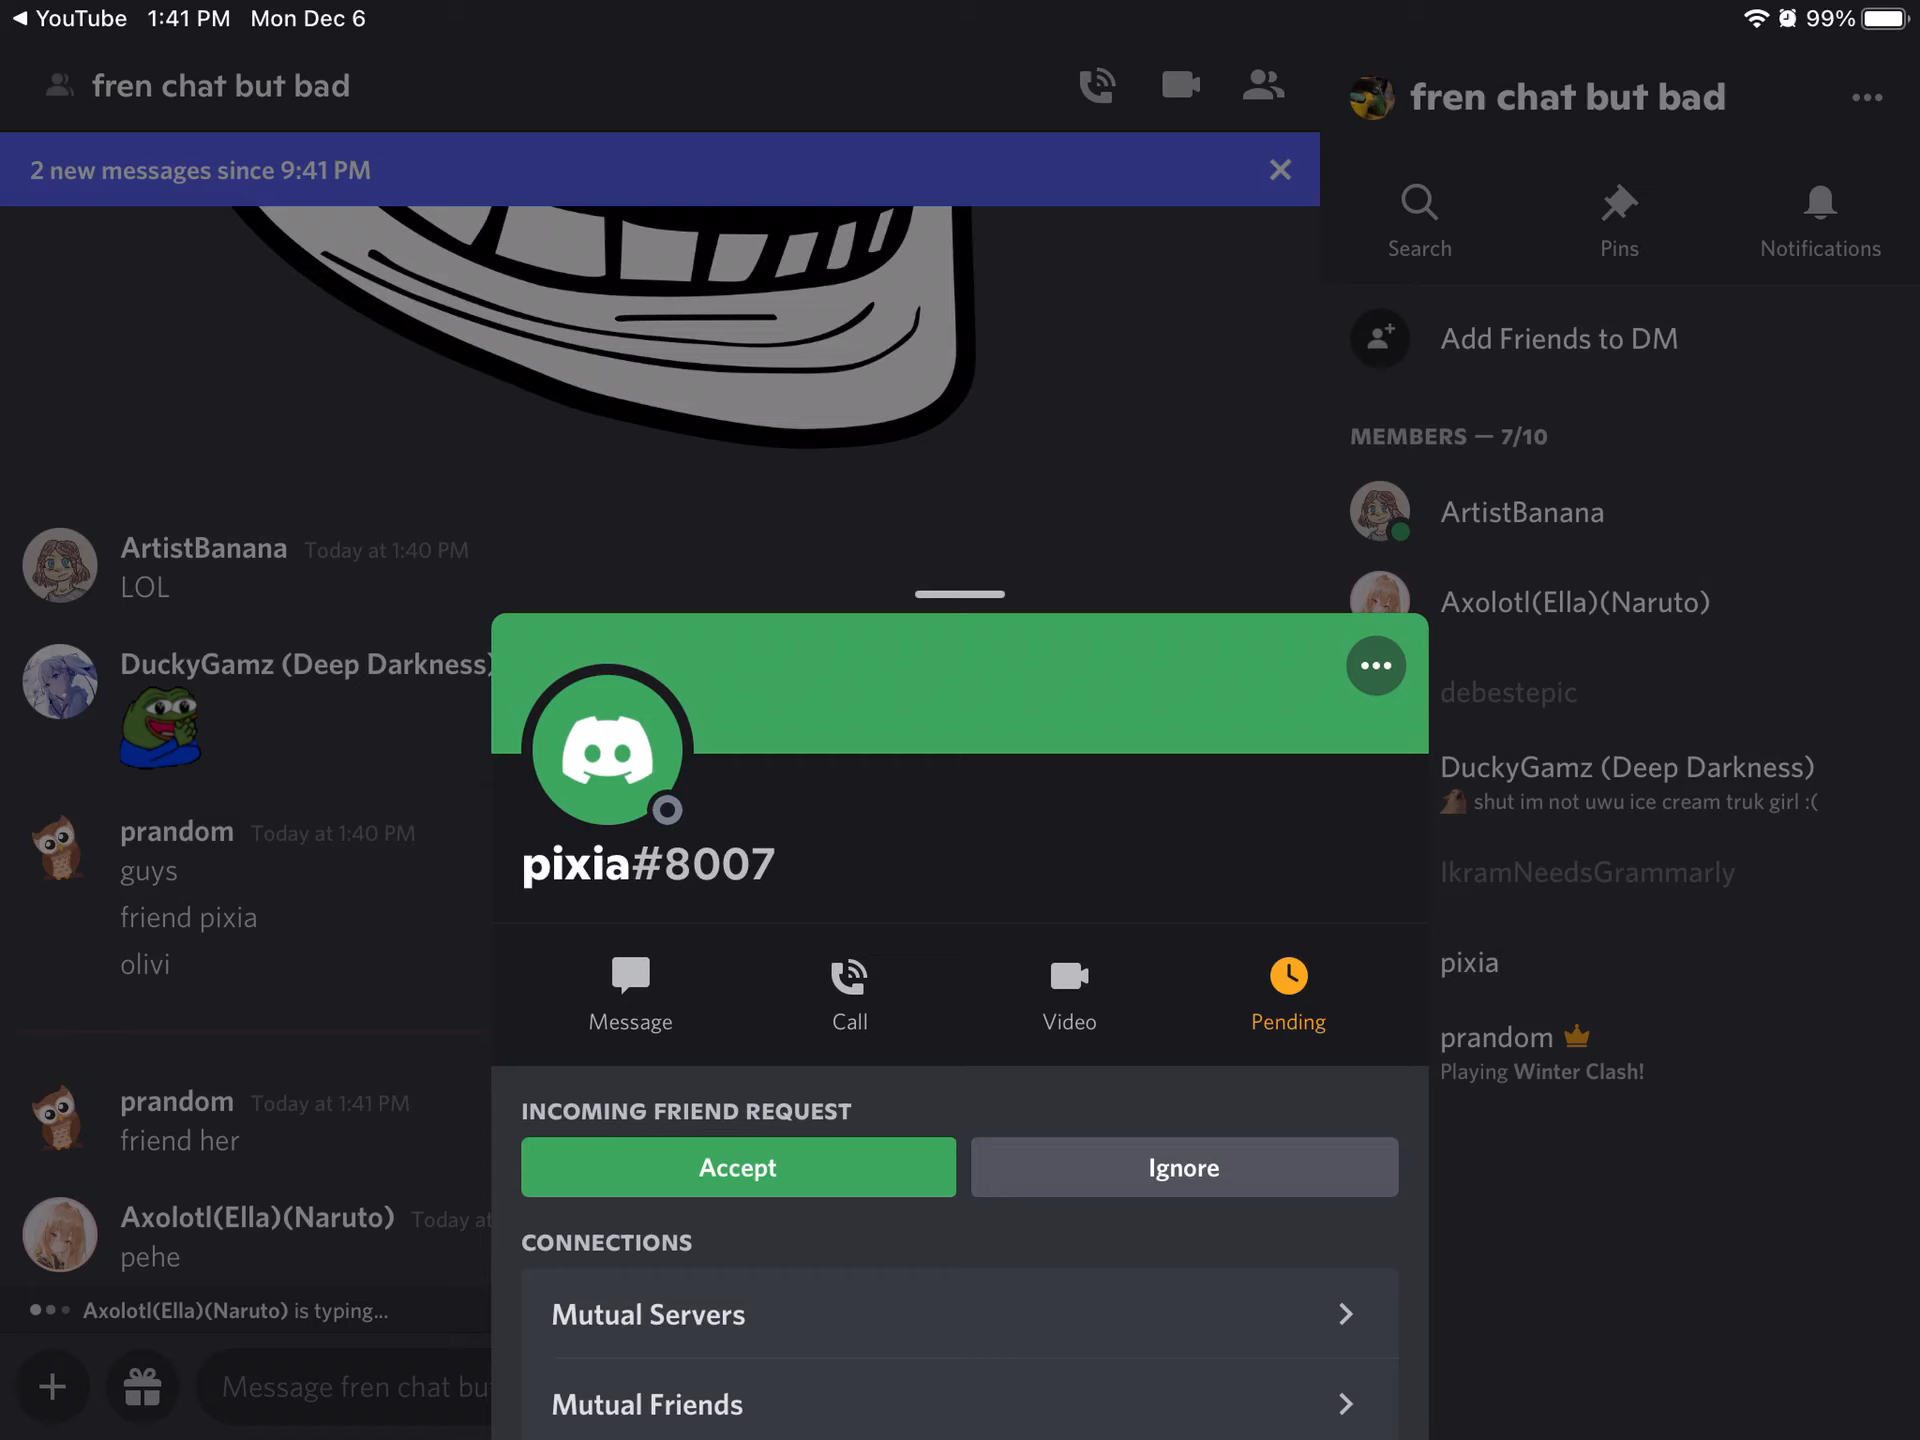 ◀ YouTube 1:41 PM Mon Dec 6 99%
fren chat but bad
2 new messages since 9:41 PM
ArtistBanana Today at 1:40 PM
LOL
DuckyGamz (Deep Darkness)
prandom Today at 1:40 PM
guys
friend pixia
olivi
prandom Today at 1:41 PM
friend her
Axolotl(Ella)(Naruto) Today at
pehe
Axolotl(Ella)(Naruto) is typing...
Message fren chat bu
pixia#8007
Message Call Video Pending
INCOMING FRIEND REQUEST
Accept Ignore
CONNECTIONS
Mutual Servers
Mutual Friends
fren chat but bad
Search Pins Notifications
Add Friends to DM
MEMBERS — 7/10
ArtistBanana
Axolotl(Ella)(Naruto)
debestepic
DuckyGamz (Deep Darkness)
shut im not uwu ice cream truk girl :(
IkramNeedsGrammarly
pixia
prandom
Playing Winter Clash!